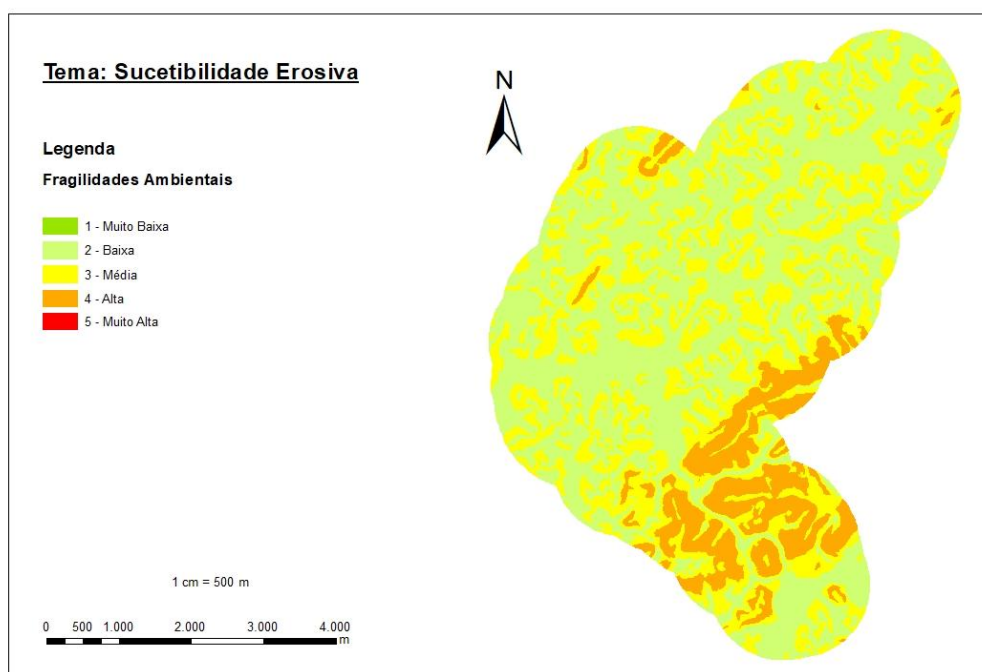 Tema: Sucetibilidade Erosiva
N
Legenda
Fragilidades Ambientais
1 - Muito Baixa
2 - Baixa
3 - Média
4 - Alta
5 - Muito Alta
1 cm = 500 m
0 500 1.000 2.000 3.000 4.000
m